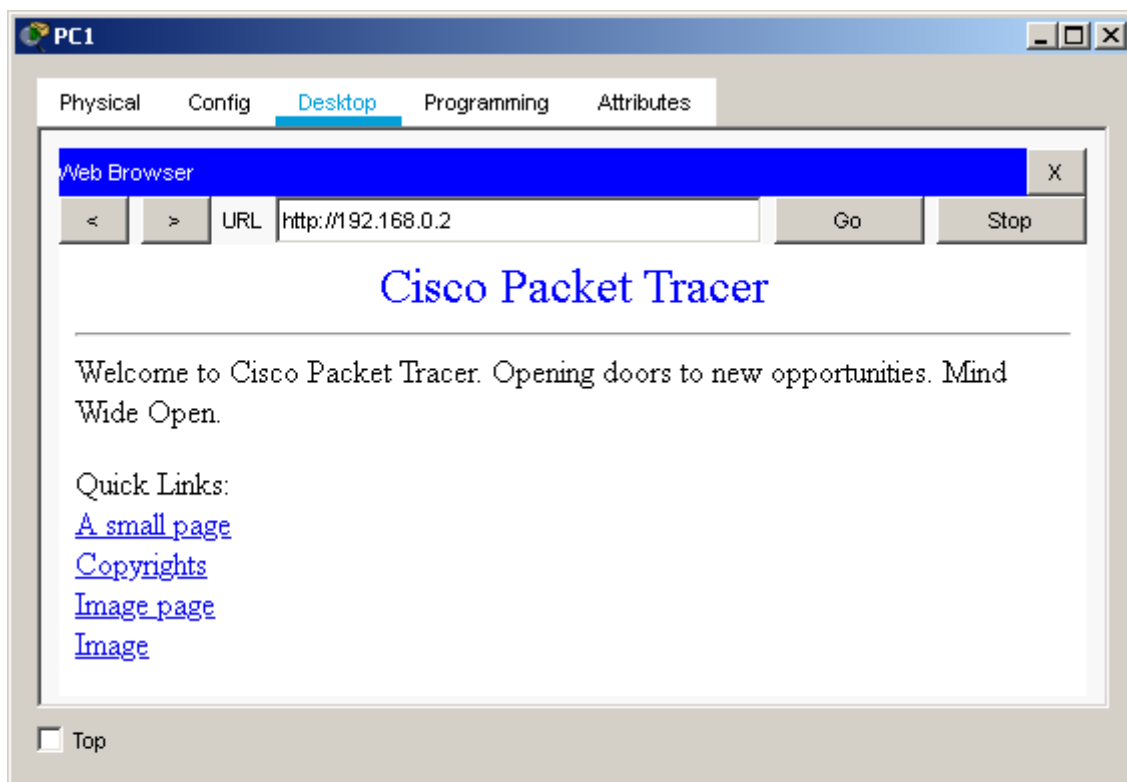 PC1
Physical Config Desktop Programming Attributes
Web Browser X
< > URL http://192.168.0.2 Go Stop
Cisco Packet Tracer
Welcome to Cisco Packet Tracer. Opening doors to new opportunities. Mind
Wide Open.
Quick Links:
A small page
Copyrights
Image page
Image
Top